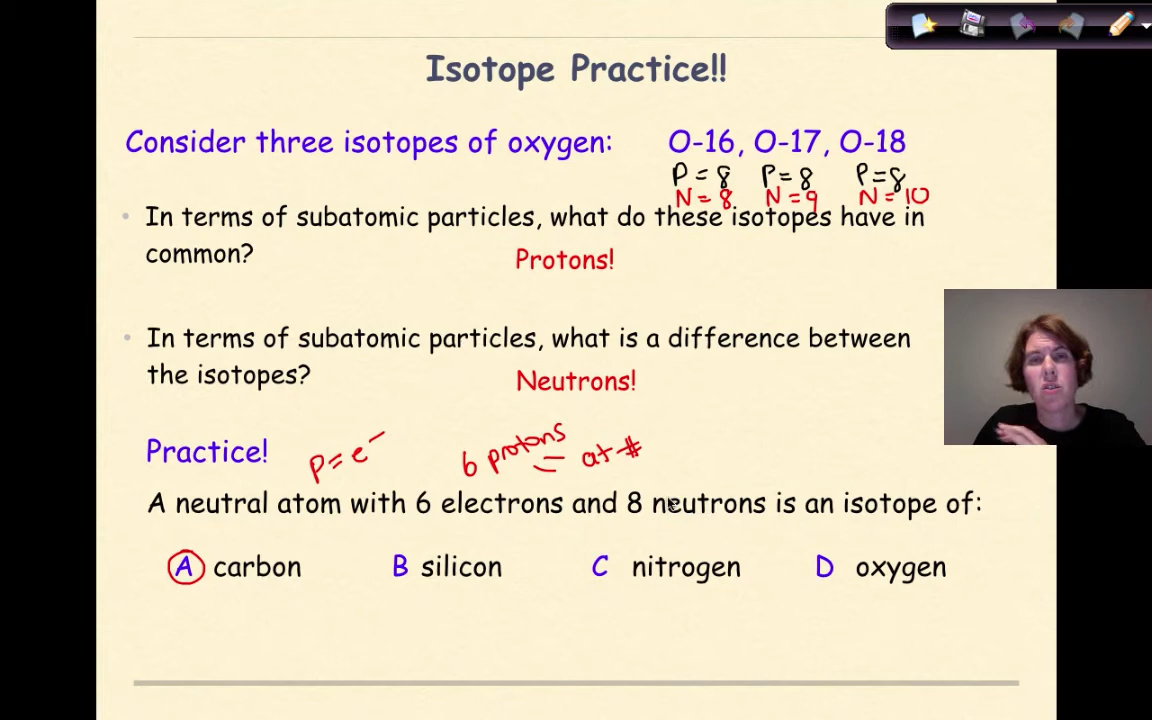 Isotope Practice!!
Consider three isotopes of oxygen: O-16, O-17, O-18
P = 8 P = 8 P = 8
N = 8 N = 9 N = 10
• In terms of subatomic particles, what do these isotopes have in
common?
Protons!
• In terms of subatomic particles, what is a difference between
the isotopes?
Neutrons!
Practice! p = e⁻ 6 protons = at #
A neutral atom with 6 electrons and 8 neutrons is an isotope of:
A carbon B silicon C nitrogen D oxygen